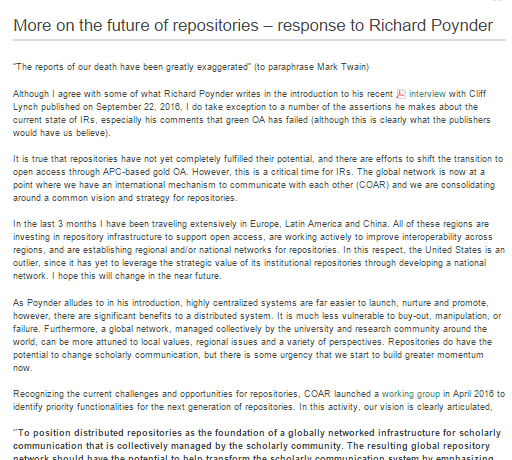 More on the future of repositories – response to Richard Poynder
"The reports of our death have been greatly exaggerated" (to paraphrase Mark Twain)
Although I agree with some of what Richard Poynder writes in the introduction to his recent interview with Cliff
Lynch published on September 22, 2016, I do take exception to a number of the assertions he makes about the
current state of IRs, especially his comments that green OA has failed (although this is clearly what the publishers
would have us believe).
It is true that repositories have not yet completely fulfilled their potential, and there are efforts to shift the transition to
open access through APC-based gold OA. However, this is a critical time for IRs. The global network is now at a
point where we have an international mechanism to communicate with each other (COAR) and we are consolidating
around a common vision and strategy for repositories.
In the last 3 months I have been traveling extensively in Europe, Latin America and China. All of these regions are
investing in repository infrastructure to support open access, are working actively to improve interoperability across
regions, and are establishing regional and/or national networks for repositories. In this respect, the United States is an
outlier, since it has yet to leverage the strategic value of its institutional repositories through developing a national
network. I hope this will change in the near future.
As Poynder alludes to in his introduction, highly centralized systems are far easier to launch, nurture and promote,
however, there are significant benefits to a distributed system. It is much less vulnerable to buy-out, manipulation, or
failure. Furthermore, a global network, managed collectively by the university and research community around the
world, can be more attuned to local values, regional issues and a variety of perspectives. Repositories do have the
potential to change scholarly communication, but there is some urgency that we start to build greater momentum
now.
Recognizing the current challenges and opportunities for repositories, COAR launched a working group in April 2016 to
identify priority functionalities for the next generation of repositories. In this activity, our vision is clearly articulated,
"To position distributed repositories as the foundation of a globally networked infrastructure for scholarly
communication that is collectively managed by the scholarly community. The resulting global repository
network should have the potential to help transform the scholarly communication system by emphasizing